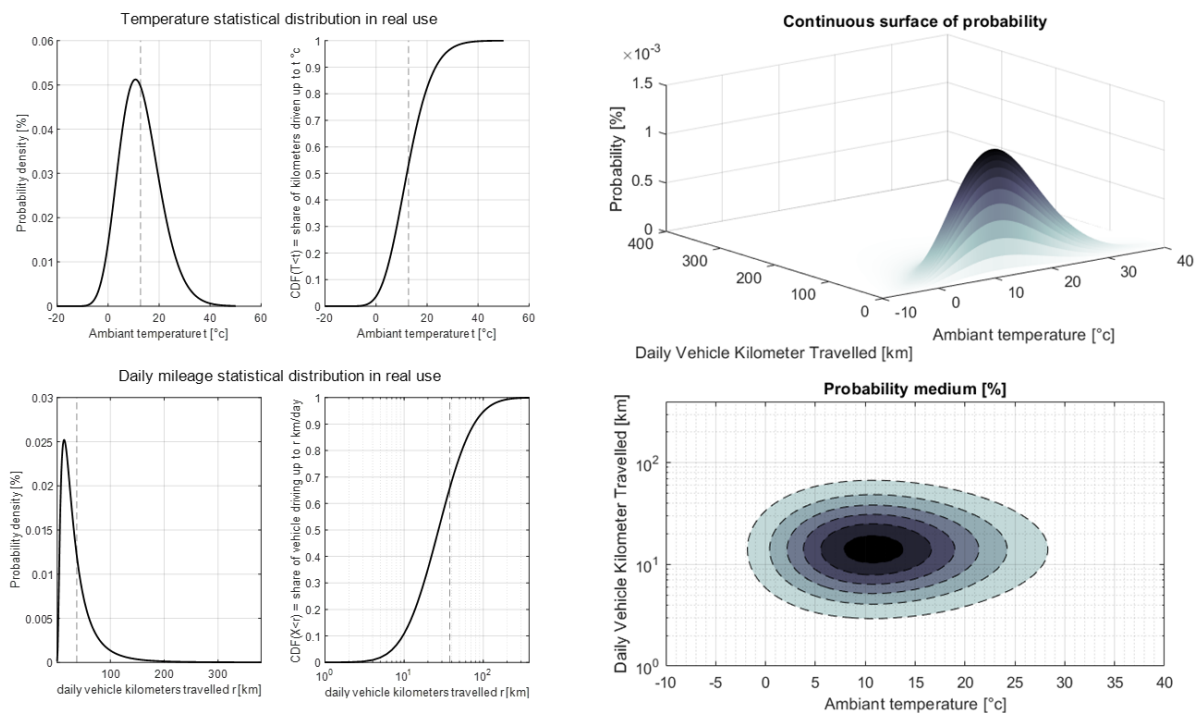 Temperature statistical distribution in real use
Probability density [%]
0.06
0.05
0.04
0.03
0.02
0.01
0
-20 0 20 40 60
Ambiant temperature t [°c]
CDF(T<t) = share of kilometers driven up to t °c
1
0.9
0.8
0.7
0.6
0.5
0.4
0.3
0.2
0.1
0
-20 0 20 40 60
Ambiant temperature t [°c]
Continuous surface of probability
×10-3
Probability [%]
1.5
1
0.5
0
400
300
200
100
0
-10
0
10
20
30
40
Ambiant temperature [°c]
Daily Vehicle Kilometer Travelled [km]
Daily mileage statistical distribution in real use
Probability density [%]
0.03
0.025
0.02
0.015
0.01
0.005
0
100 200 300
daily vehicle kilometers travelled r [km]
CDF(X<r) = share of vehicle driving up to r km/day
1
0.9
0.8
0.7
0.6
0.5
0.4
0.3
0.2
0.1
0
100 101 102
daily vehicle kilometers travelled r [km]
Probability medium [%]
Daily Vehicle Kilometer Travelled [km]
102
101
100
-10 -5 0 5 10 15 20 25 30 35 40
Ambiant temperature [°c]